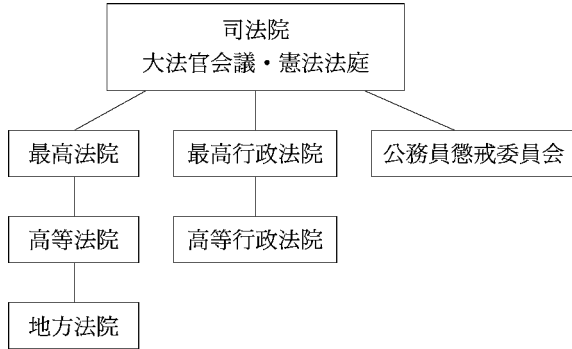 司法院
大法官会議・憲法法庭
最高法院
最高行政法院
公務員懲戒委員会
高等法院
高等行政法院
地方法院